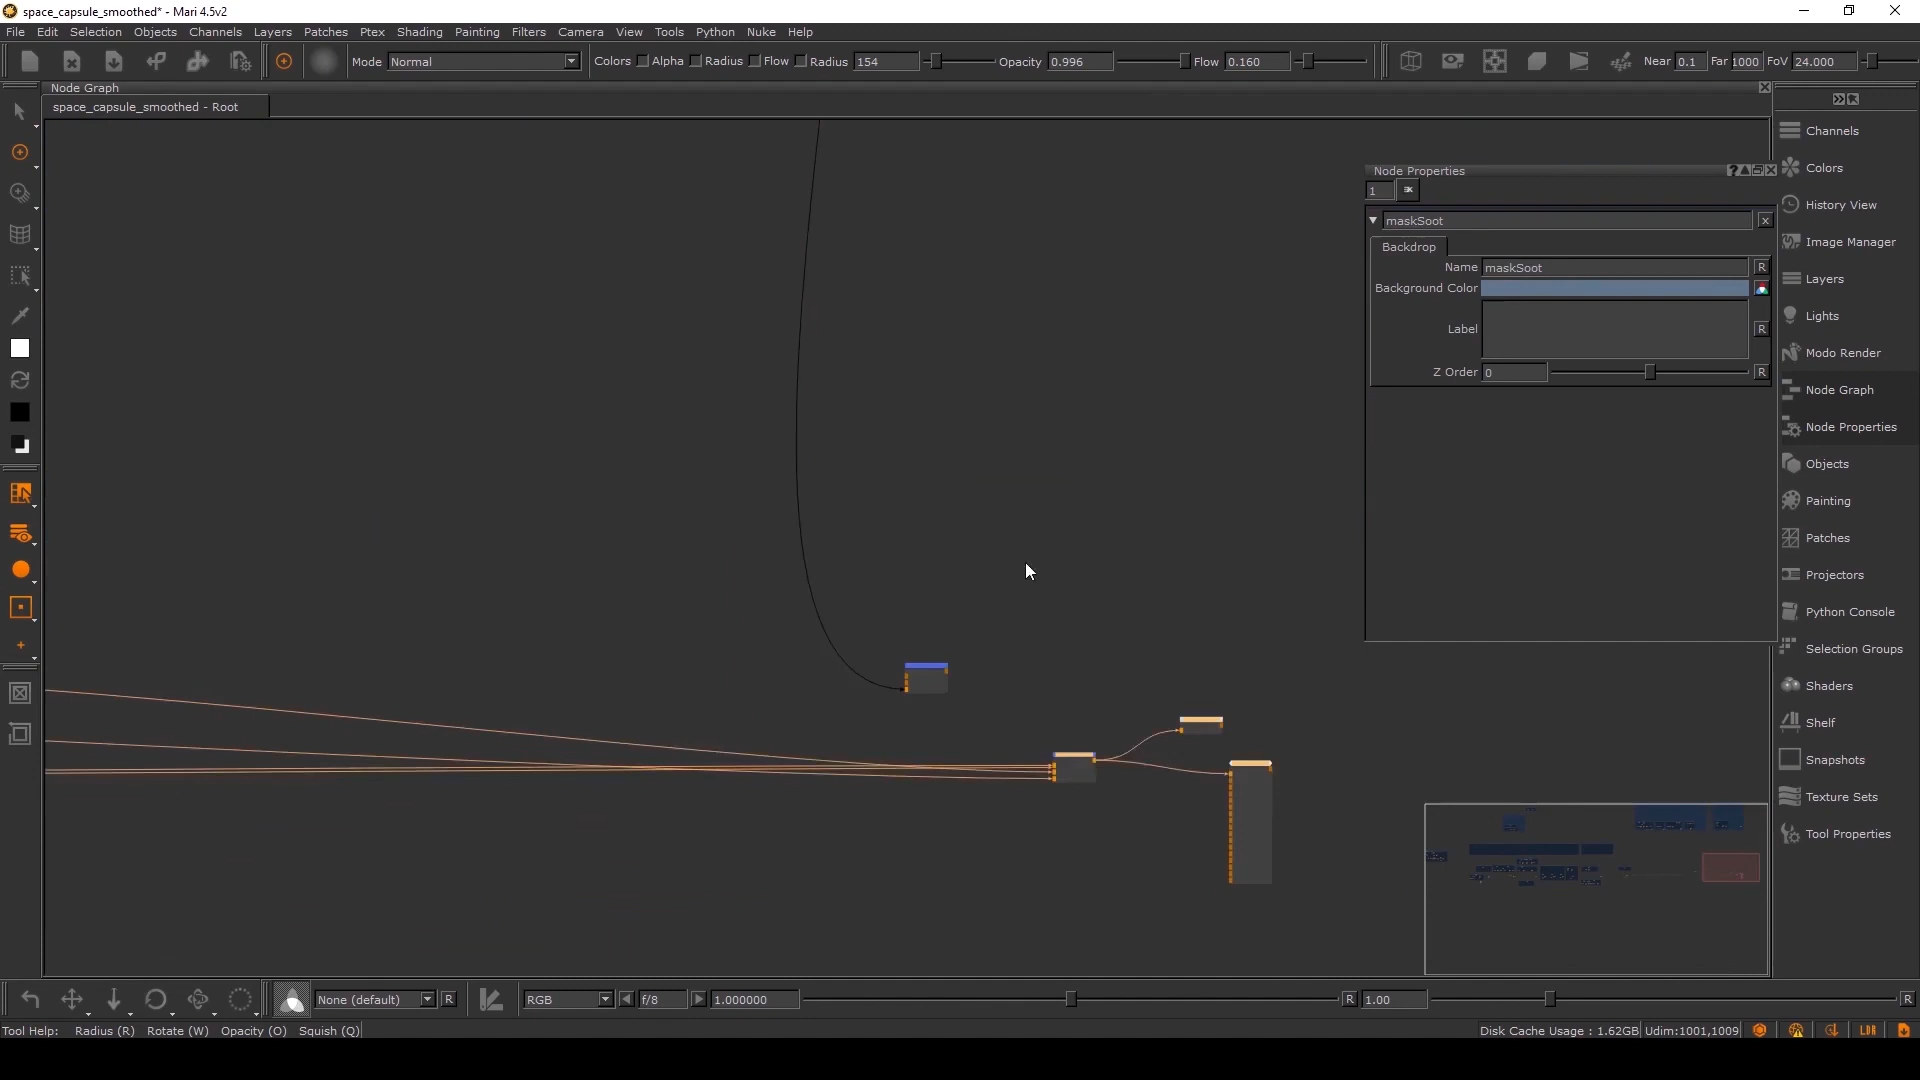 space_capsule_smoothed* - Mari 4.5v2
File Edit Selection Objects Channels Layers Patches Ptex Shading Painting Filters Camera View Tools Python Nuke Help
Mode Normal Colors Alpha Radius Flow Radius 154 Opacity 0.996 Flow 0.160 Near 0.1 Far 1000 FoV 24.000
Node Graph
space_capsule_smoothed - Root
Node Properties
1
maskSoot
Backdrop
Name maskSoot R
Background Color
Label R
Z Order 0 R
Channels
Colors
History View
Image Manager
Layers
Lights
Modo Render
Node Graph
Node Properties
Objects
Painting
Patches
Projectors
Python Console
Selection Groups
Shaders
Shelf
Snapshots
Texture Sets
Tool Properties
None (default) R RGB f/8 1.000000 R 1.00 R
Tool Help: Radius (R) Rotate (W) Opacity (O) Squish (Q)
Disk Cache Usage : 1.62GB Udim:1001,1009 LDR